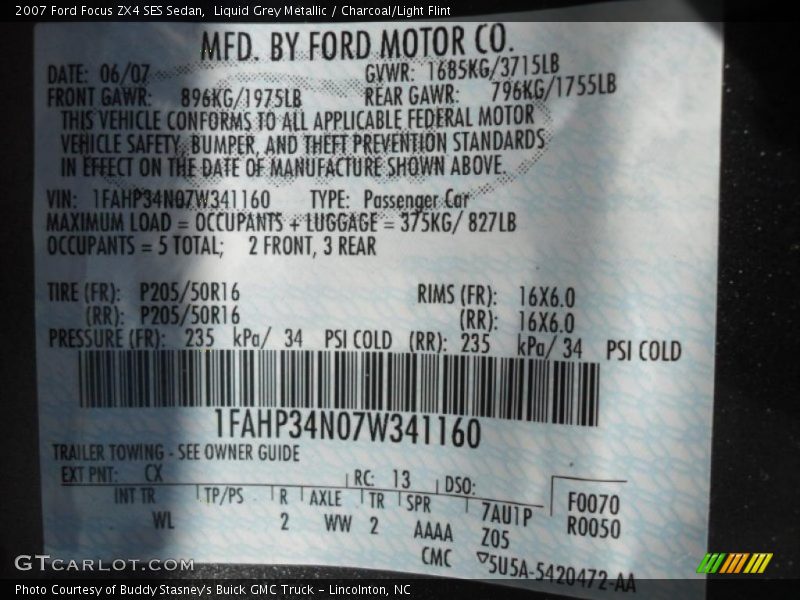 2007 Ford Focus ZX4 SES Sedan, Liquid Grey Metallic / Charcoal/Light Flint
MFD. BY FORD MOTOR CO.
DATE: 06/07 GVWR: 1685KG/3715LB
FRONT GAWR: 896KG/1975LB REAR GAWR: 796KG/1755LB
THIS VEHICLE CONFORMS TO ALL APPLICABLE FEDERAL MOTOR
VEHICLE SAFETY, BUMPER, AND THEFT PREVENTION STANDARDS
IN EFFECT ON THE DATE OF MANUFACTURE SHOWN ABOVE.
VIN: 1FAHP34N07W341160 TYPE: Passenger Car
MAXIMUM LOAD = OCCUPANTS + LUGGAGE = 375KG/ 827LB
OCCUPANTS = 5 TOTAL; 2 FRONT, 3 REAR
TIRE (FR): P205/50R16 RIMS (FR): 16X6.0
(RR): P205/50R16 (RR): 16X6.0
PRESSURE (FR): 235 kPa/ 34 PSI COLD (RR): 235 kPa/ 34 PSI COLD
1FAHP34N07W341160
TRAILER TOWING - SEE OWNER GUIDE
EXT PNT: CX RC: 13 DSO:
INT TR TP/PS R AXLE TR SPR 7AU1P F0070
WL 2 WW 2 AAAA Z05 R0050
CMC 5U5A-5420472-AA
GTCARLOT.COM
Photo Courtesy of Buddy Stasney's Buick GMC Truck - Lincolnton, NC